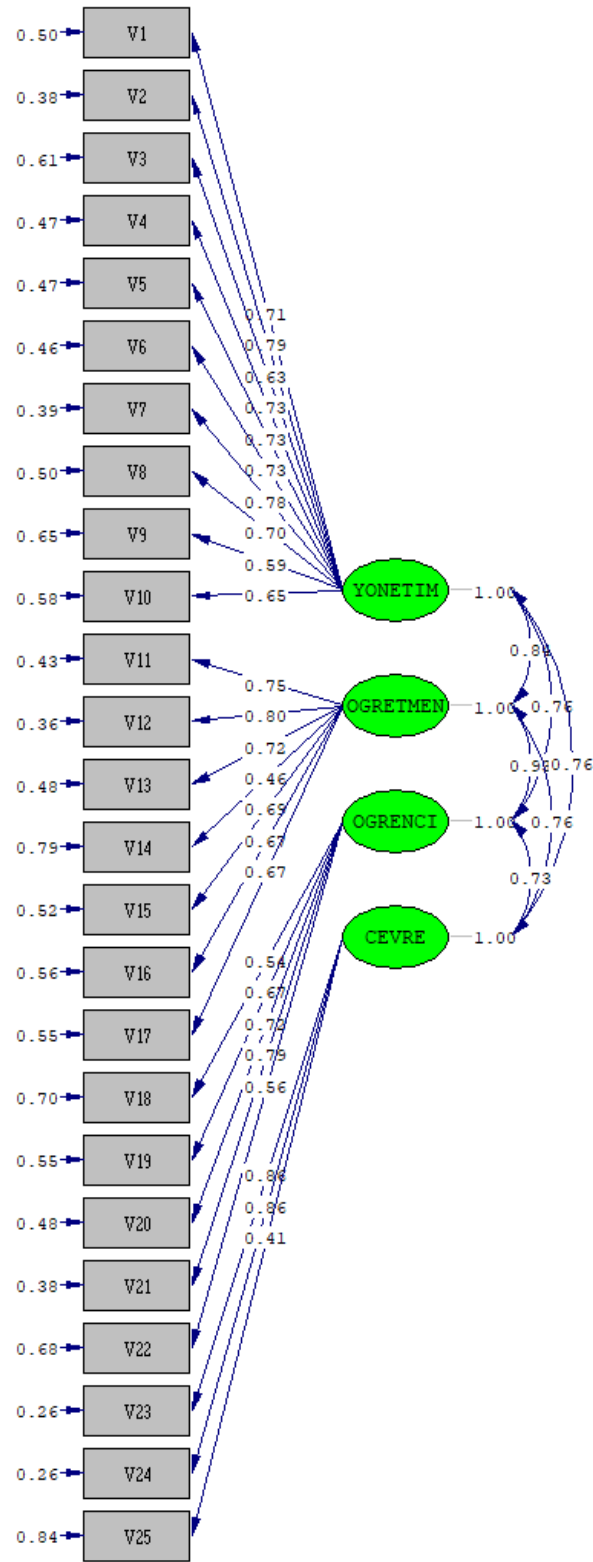 0.50 V1
0.38 V2
0.61 V3
0.47 V4
0.47 V5
0.71
0.46 V6
0.79
0.63
0.39 V7
0.73
0.73
0.50 V8
0.73
0.78
0.65 V9
0.70
0.59
0.58 V10
0.65
YONETIM 1.00
0.43 V11
0.75
0.84
0.36 V12
0.80
OGRETMEN 1.00
0.76
0.72
0.48 V13
0.46
0.76
0.69
0.79 V14
0.67
OGRENCI 1.00
0.76
0.67
0.73
0.52 V15
CEVRE 1.00
0.56 V16
0.54
0.67
0.55 V17
0.79
0.56
0.70 V18
0.55 V19
0.86
0.86
0.48 V20
0.41
0.38 V21
0.68 V22
0.26 V23
0.26 V24
0.84 V25